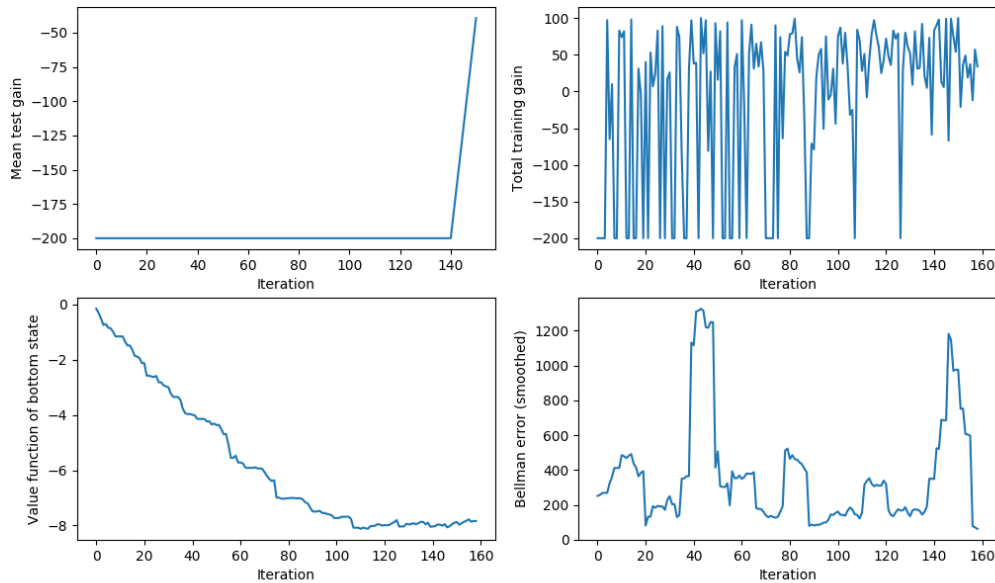 Mean test gain
−50
−75
−100
−125
−150
−175
−200
0 20 40 60 80 100 120 140
Iteration
Total training gain
100
50
0
−50
−100
−150
−200
0 20 40 60 80 100 120 140 160
Iteration
Value function of bottom state
0
−2
−4
−6
−8
0 20 40 60 80 100 120 140 160
Iteration
Bellman error (smoothed)
1200
1000
800
600
400
200
0
0 20 40 60 80 100 120 140 160
Iteration